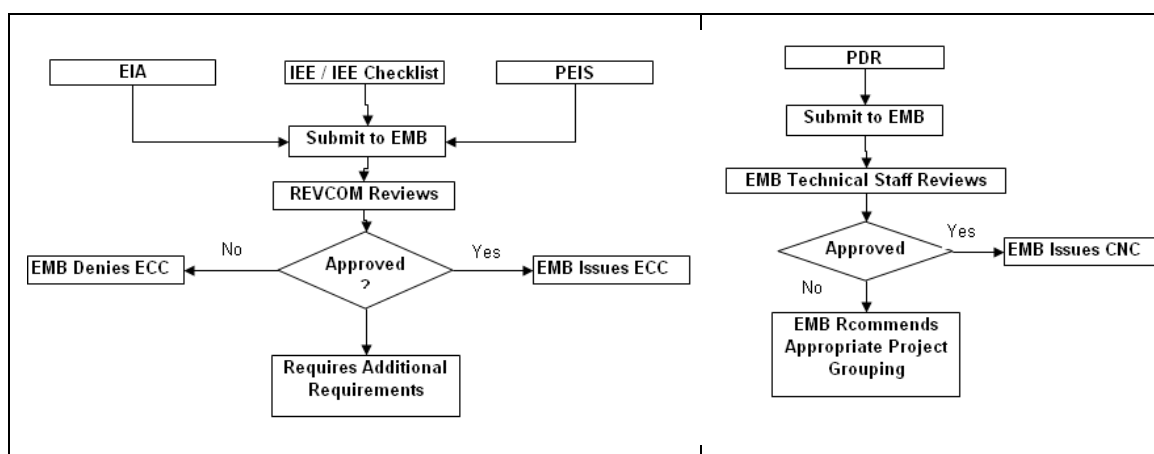 EIA
IEE / IEE Checklist
PEIS
Submit to EMB
REVCOM Reviews
No
Approved
?
Yes
EMB Denies ECC
EMB Issues ECC
Requires Additional
Requirements
PDR
Submit to EMB
EMB Technical Staff Reviews
Approved
Yes
EMB Issues CNC
No
EMB Rcommends
Appropriate Project
Grouping